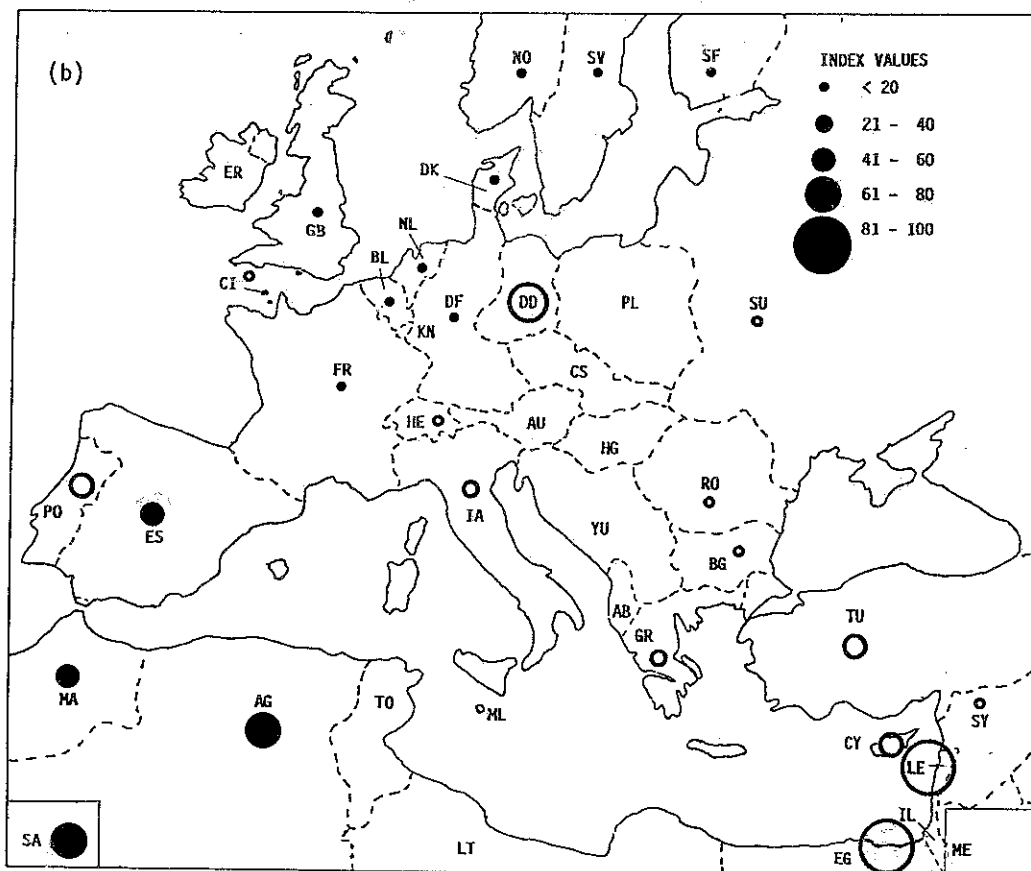 (b)
NO
SV
SF
INDEX VALUES
< 20
21 - 40
41 - 60
61 - 80
81 - 100
ER
DK
GB
NL
BL
CI
DF
DD
PL
SU
KN
CS
FR
HE
AU
HG
RO
PO
ES
IA
YU
BG
AB
GR
TU
MA
AG
TO
ML
SY
CY
LE
IL
SA
LT
EG
ME